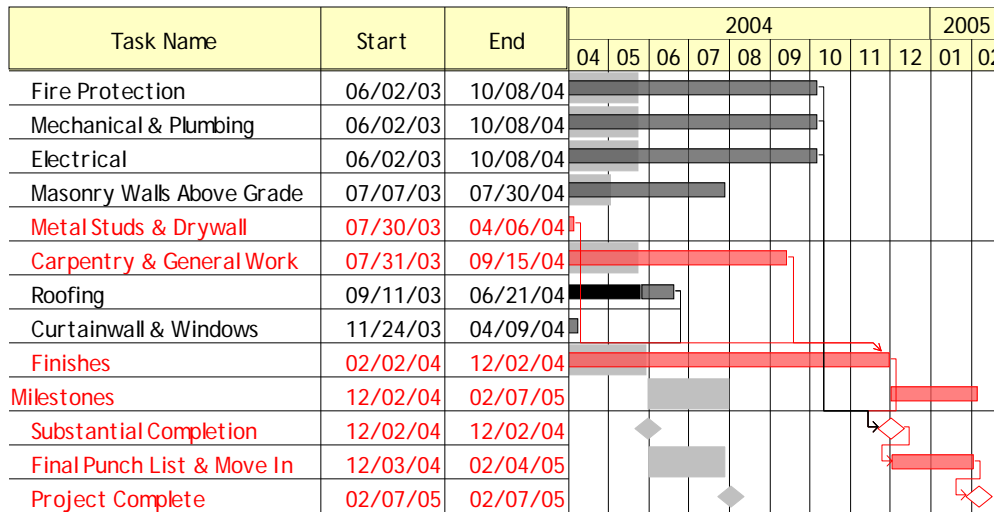 Task Name Start End 2004 2005
04 05 06 07 08 09 10 11 12 01 02
Fire Protection 06/02/03 10/08/04
Mechanical & Plumbing 06/02/03 10/08/04
Electrical 06/02/03 10/08/04
Masonry Walls Above Grade 07/07/03 07/30/04
Metal Studs & Drywall 07/30/03 04/06/04
Carpentry & General Work 07/31/03 09/15/04
Roofing 09/11/03 06/21/04
Curtainwall & Windows 11/24/03 04/09/04
Finishes 02/02/04 12/02/04
Milestones 12/02/04 02/07/05
Substantial Completion 12/02/04 12/02/04
Final Punch List & Move In 12/03/04 02/04/05
Project Complete 02/07/05 02/07/05